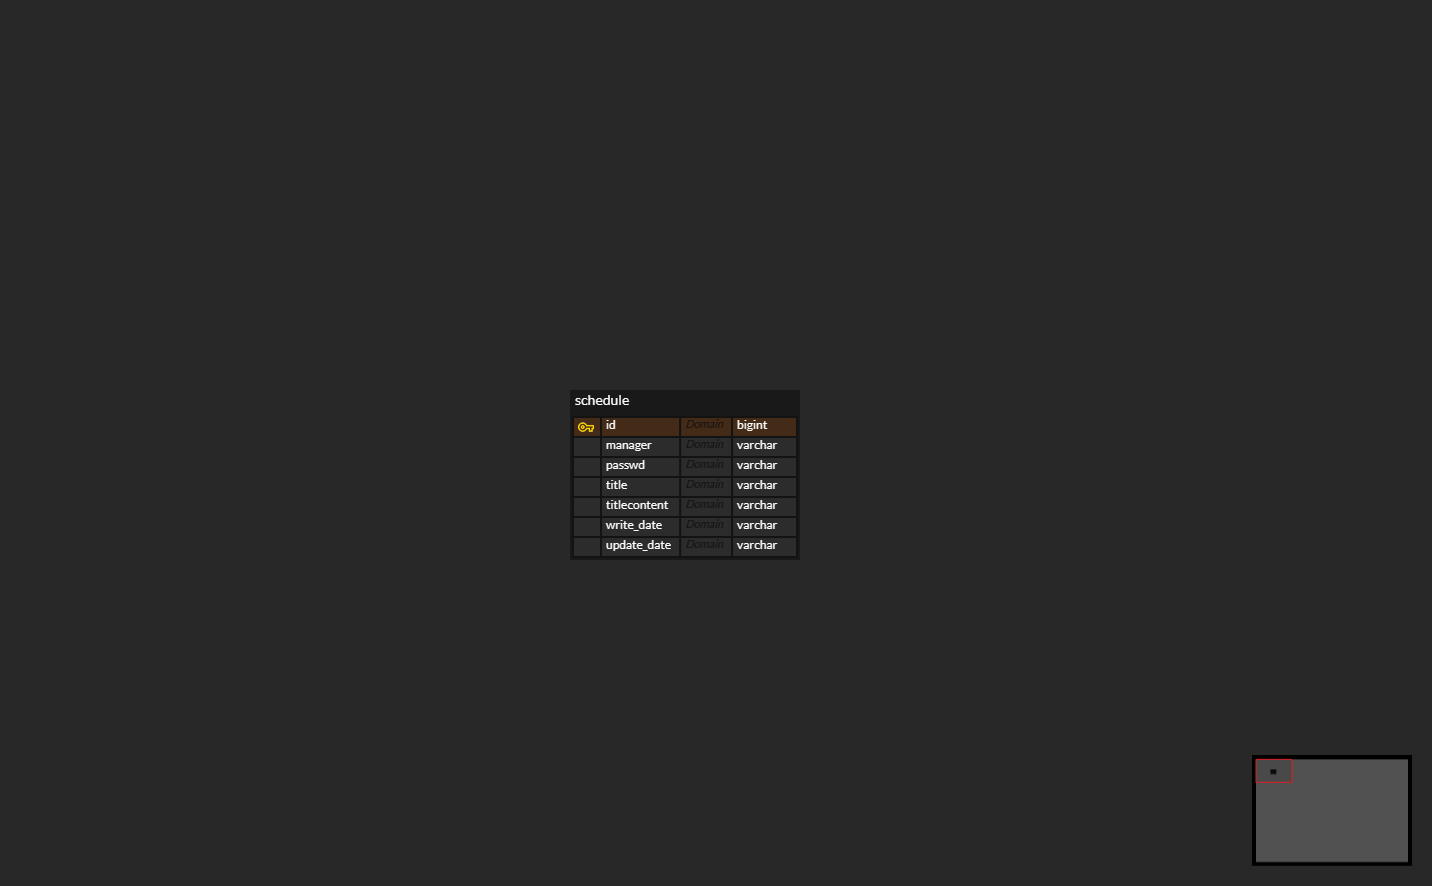 schedule
id Domain bigint
manager Domain varchar
passwd Domain varchar
title Domain varchar
titlecontent Domain varchar
write_date Domain varchar
update_date Domain varchar